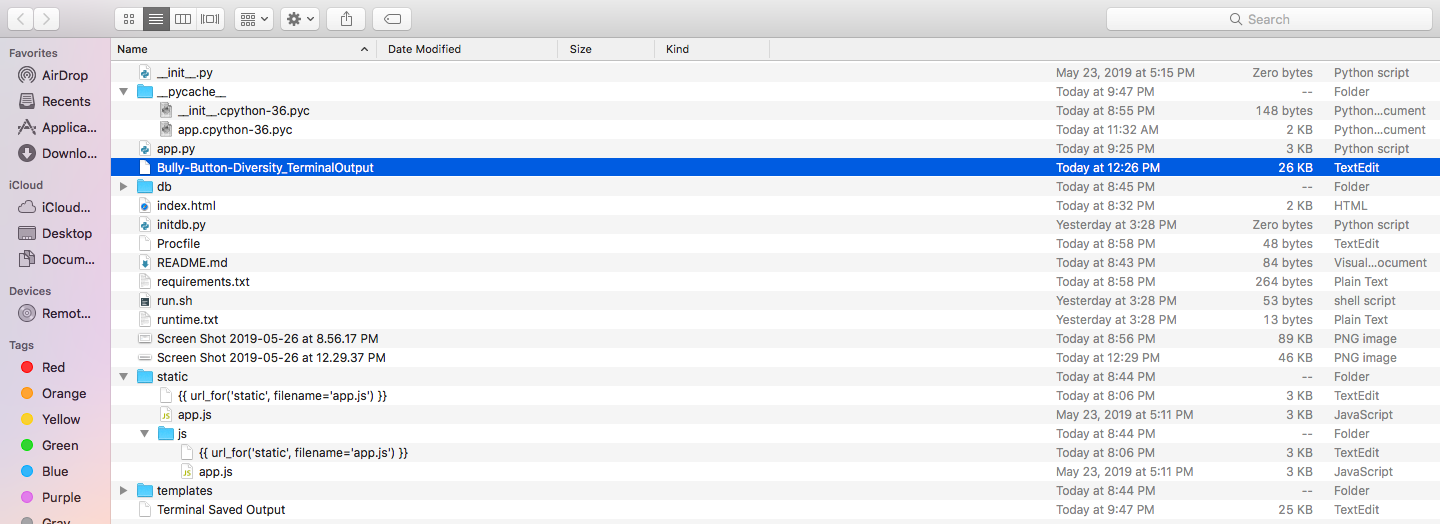 Search
Name Date Modified Size Kind
Favorites
AirDrop
Recents
Applica...
Downlo...
iCloud
iCloud...
Desktop
Docum...
Devices
Remot...
Tags
Red
Orange
Yellow
Green
Blue
Purple
Gray
__init__.py May 23, 2019 at 5:15 PM Zero bytes Python script
__pycache__ Today at 9:47 PM -- Folder
__init__.cpython-36.pyc Today at 8:55 PM 148 bytes Python...cument
app.cpython-36.pyc Today at 11:32 AM 2 KB Python...cument
app.py Today at 9:25 PM 3 KB Python script
Bully-Button-Diversity_TerminalOutput Today at 12:26 PM 26 KB TextEdit
db Today at 8:45 PM -- Folder
index.html Today at 8:32 PM 2 KB HTML
initdb.py Yesterday at 3:28 PM Zero bytes Python script
Procfile Today at 8:58 PM 48 bytes TextEdit
README.md Today at 8:43 PM 84 bytes Visual...ocument
requirements.txt Today at 8:58 PM 264 bytes Plain Text
run.sh Yesterday at 3:28 PM 53 bytes shell script
runtime.txt Yesterday at 3:28 PM 13 bytes Plain Text
Screen Shot 2019-05-26 at 8.56.17 PM Today at 8:56 PM 89 KB PNG image
Screen Shot 2019-05-26 at 12.29.37 PM Today at 12:29 PM 46 KB PNG image
static Today at 8:44 PM -- Folder
{{ url_for('static', filename='app.js') }} Today at 8:06 PM 3 KB TextEdit
app.js May 23, 2019 at 5:11 PM 3 KB JavaScript
js Today at 8:44 PM -- Folder
{{ url_for('static', filename='app.js') }} Today at 8:06 PM 3 KB TextEdit
app.js May 23, 2019 at 5:11 PM 3 KB JavaScript
templates Today at 8:44 PM -- Folder
Terminal Saved Output Today at 9:47 PM 25 KB TextEdit